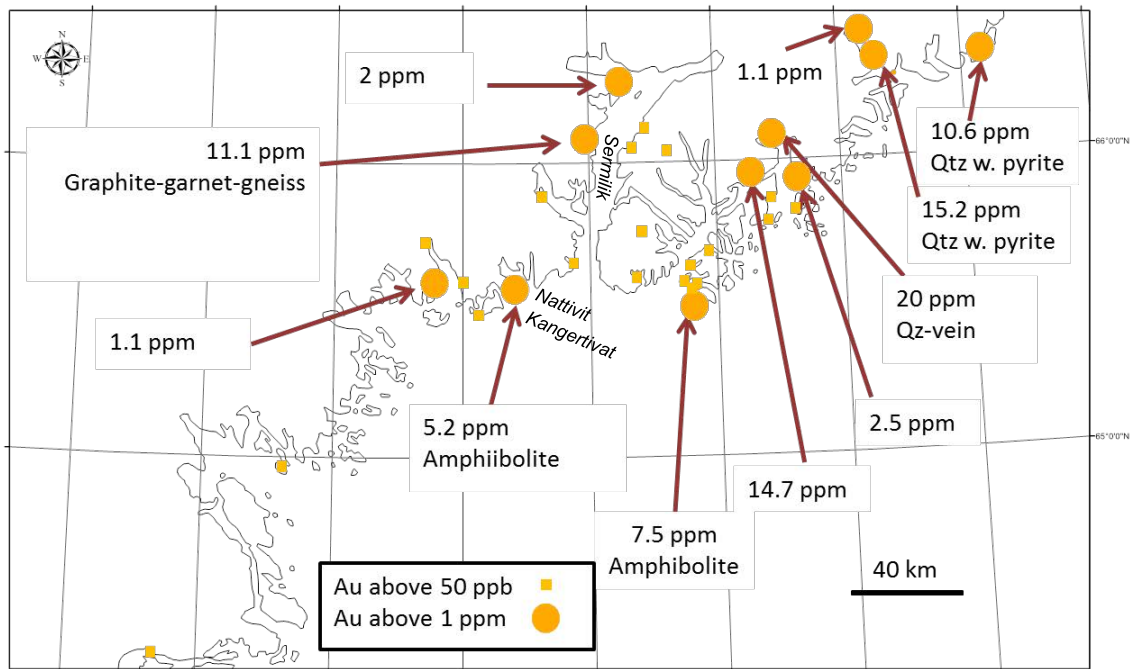 N
W E
S
2 ppm
1.1 ppm
11.1 ppm
Graphite-garnet-gneiss
Sermilik
10.6 ppm
Qtz w. pyrite
66°0'0"N
15.2 ppm
Qtz w. pyrite
20 ppm
Qz-vein
Nattivit
Kangertivat
1.1 ppm
5.2 ppm
Amphiibolite
2.5 ppm
65°0'0"N
14.7 ppm
7.5 ppm
Amphibolite
40 km
Au above 50 ppb
Au above 1 ppm